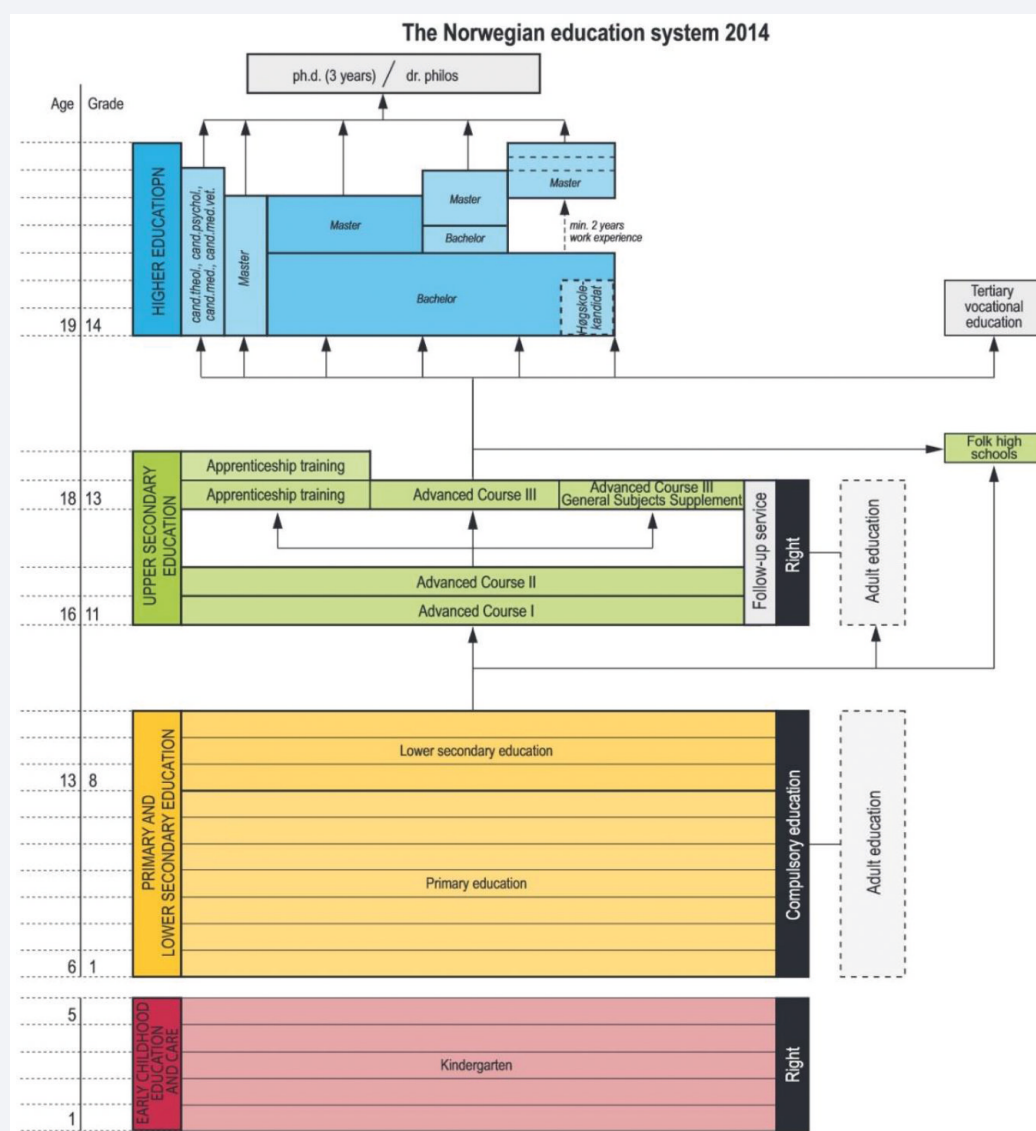 The Norwegian education system 2014
ph.d. (3 years) / dr. philos
Age Grade
HIGHER EDUCATIOPN
cand.theol., cand.psychol.,
cand.med., cand.med.vet.
Master
Master
Master
Bachelor
Master
min. 2 years
work experience
Bachelor
Høgskole-
kandidat
19 14
Tertiary
vocational
education
Folk high
schools
UPPER SECONDARY
EDUCATION
Apprenticeship training
Apprenticeship training
Advanced Course III
Advanced Course III
General Subjects Supplement
18 13
Advanced Course II
Advanced Course I
16 11
Follow-up service
Right
Adult education
PRIMARY AND
LOWER SECONDARY EDUCATION
Lower secondary education
13 8
Primary education
6 1
Compulsory education
Adult education
EARLY CHILDHOOD
EDUCATION
AND CARE
5
Kindergarten
1
Right